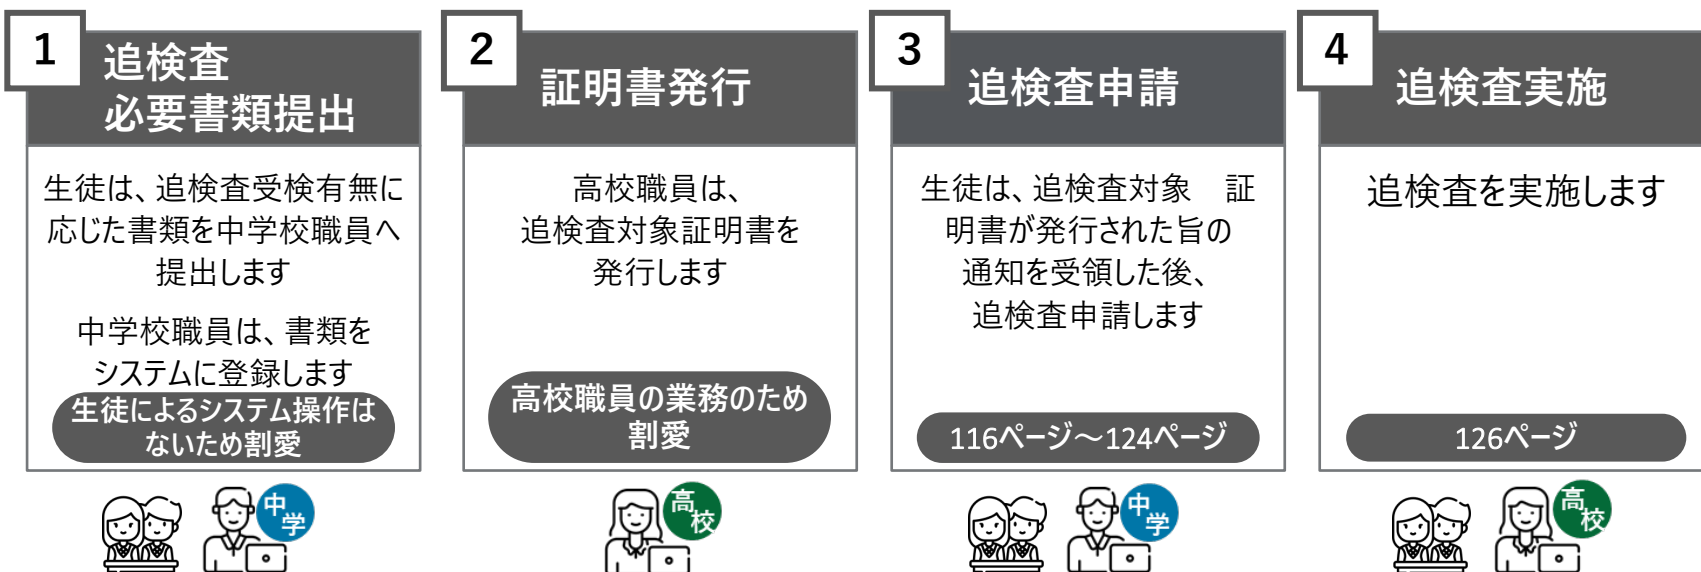 1
追検査
必要書類提出
生徒は、追検査受検有無に
応じた書類を中学校職員へ
提出します
中学校職員は、書類を
システムに登録します
生徒によるシステム操作は
ないため割愛
中学
2
証明書発行
高校職員は、
追検査対象証明書を
発行します
高校職員の業務のため
割愛
高校
3
追検査申請
生徒は、追検査対象　証
明書が発行された旨の
通知を受領した後、
追検査申請します
116ページ～124ページ
中学
4
追検査実施
追検査を実施します
126ページ
高校